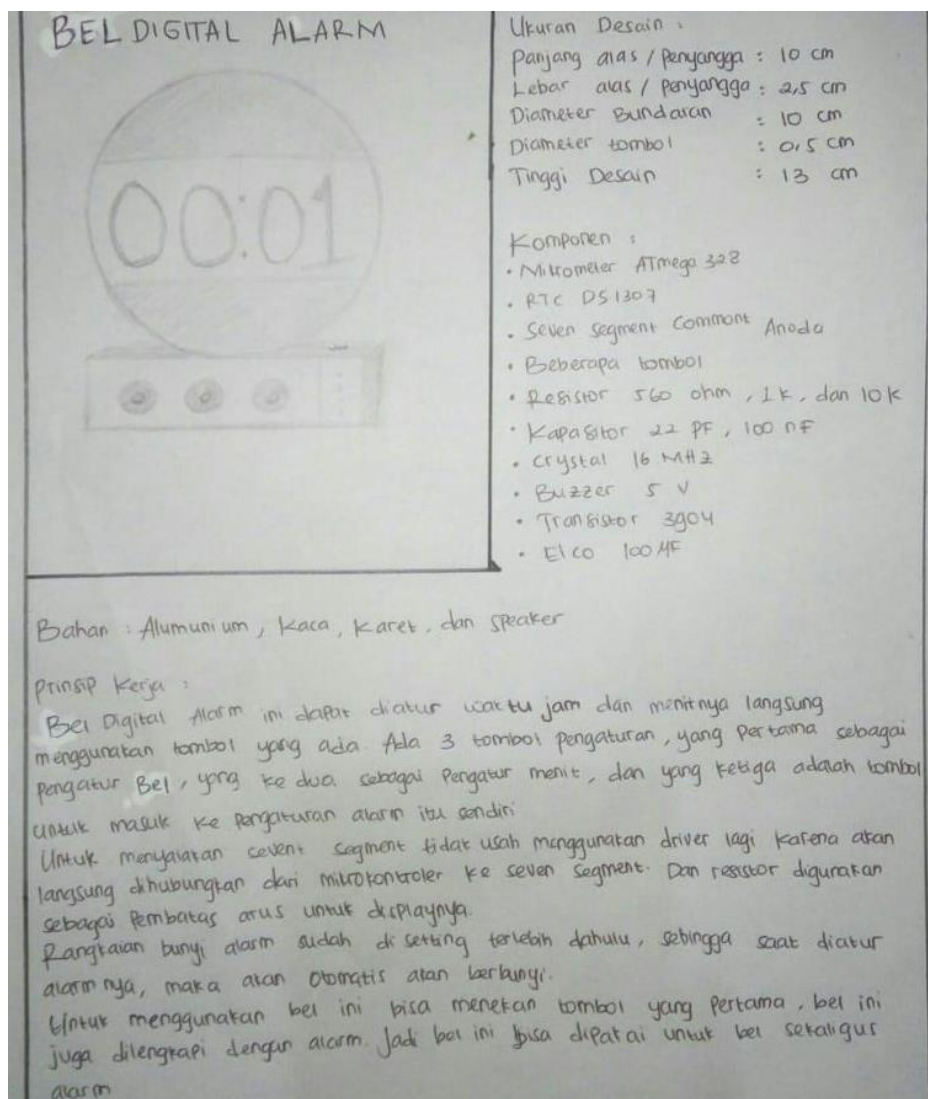 BEL DIGITAL ALARM
00:01
Ukuran Desain :
Panjang alas / Penyangga : 10 cm
Lebar alas / penyangga : 2,5 cm
Diameter Bundaran : 10 cm
Diameter tombol : 0,5 cm
Tinggi Desain : 13 cm
Komponen :
• Mikrometer ATmega 328
• RTC DS1307
• Seven segment Commont Anoda
• Beberapa tombol
• Resistor 560 ohm, 1k, dan 10k
• Kapasitor 22 PF, 100 nF
• Crystal 16 MHz
• Buzzer 5 V
• Transistor 3904
• Elco 100 MF
Bahan : Alumunium, Kaca, Karet, dan speaker
Prinsip Kerja :
Bel Digital Alarm ini dapat diatur waktu jam dan menitnya langsung
menggunakan tombol yang ada. Ada 3 tombol pengaturan, yang pertama sebagai
pengatur Bel, yang ke dua sebagai pengatur menit, dan yang ketiga adalah tombol
untuk masuk ke pengaturan alarm itu sendiri
Untuk menyalakan sevent segment tidak usah menggunakan driver lagi karena akan
langsung dihubungkan dari mikrokontroler ke seven segment. Dan resistor digunakan
sebagai Pembatas arus untuk displaynya.
Rangkaian bunyi alarm sudah di setting terlebih dahulu, sehingga saat diatur
alarm nya, maka akan otomatis akan berbunyi.
Untuk menggunakan bel ini bisa menekan tombol yang pertama, bel ini
juga dilengkapi dengan alarm. Jadi bel ini bisa dipakai untuk bel sekaligus
alarm